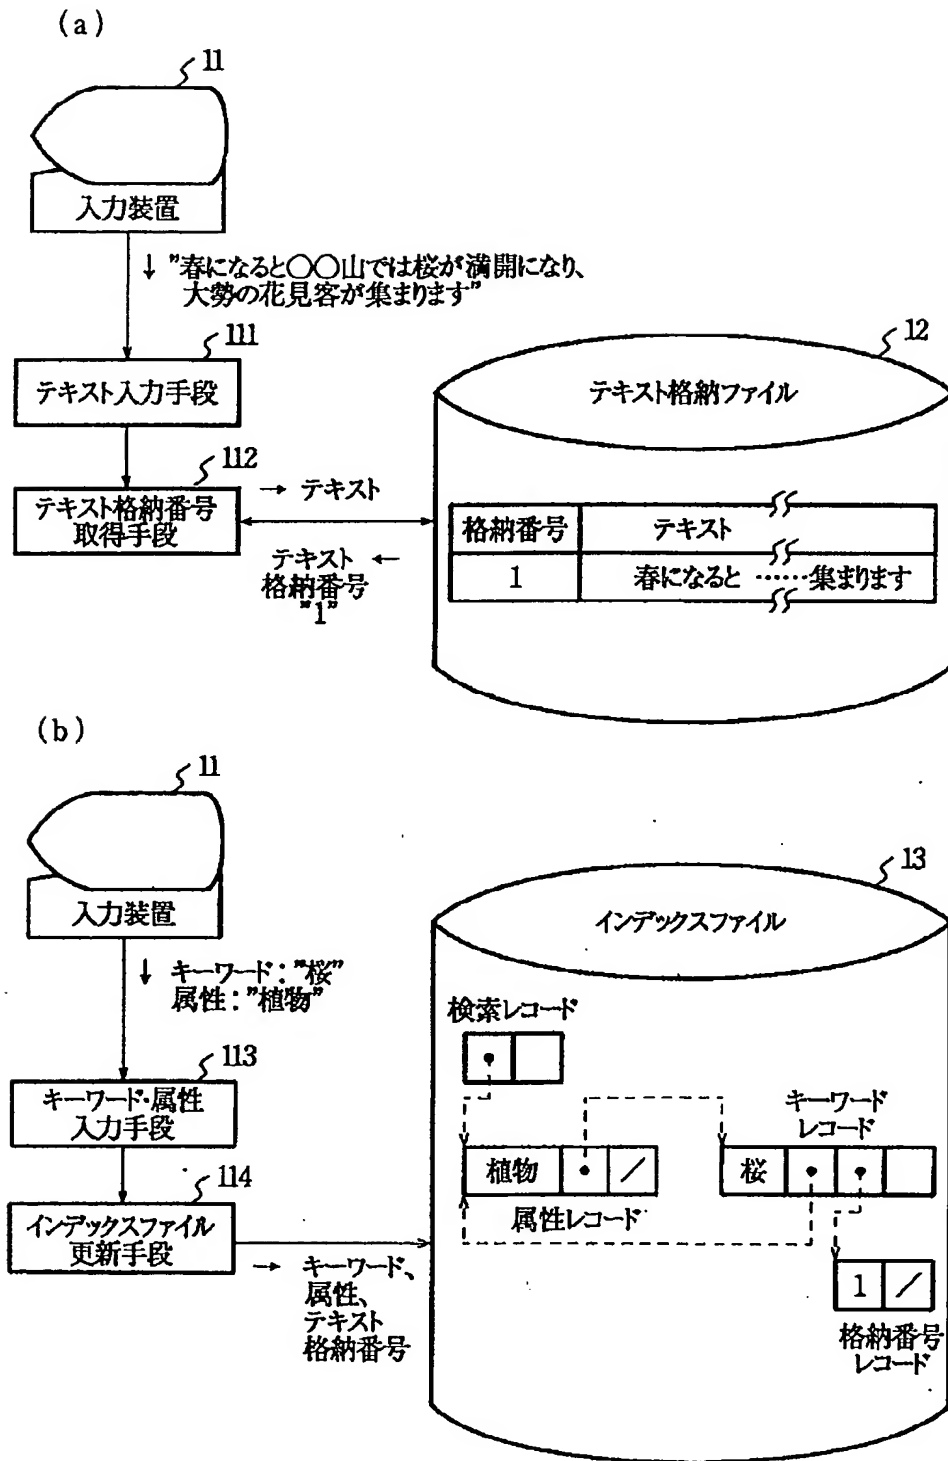 (a)
11
入力装置
↓ ”春になると〇〇山では桜が満開になり、
大勢の花見客が集まります”
111
テキスト入力手段
112
テキスト格納番号
取得手段
→ テキスト
テキスト ←
格納番号
”1”
12
テキスト格納ファイル
格納番号 テキスト
1 春になると ……集まります
(b)
11
入力装置
↓ キーワード：”桜”
属性：”植物”
113
キーワード・属性
入力手段
114
インデックスファイル
更新手段
→ キーワード、
属性、
テキスト
格納番号
13
インデックスファイル
検索レコード
植物
属性レコード
キーワード
レコード
桜
1
格納番号
レコード